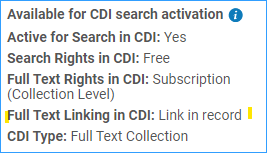 Available for CDI search activation
Active for Search in CDI: Yes
Search Rights in CDI: Free
Full Text Rights in CDI: Subscription
(Collection Level)
Full Text Linking in CDI: Link in record
CDI Type: Full Text Collection